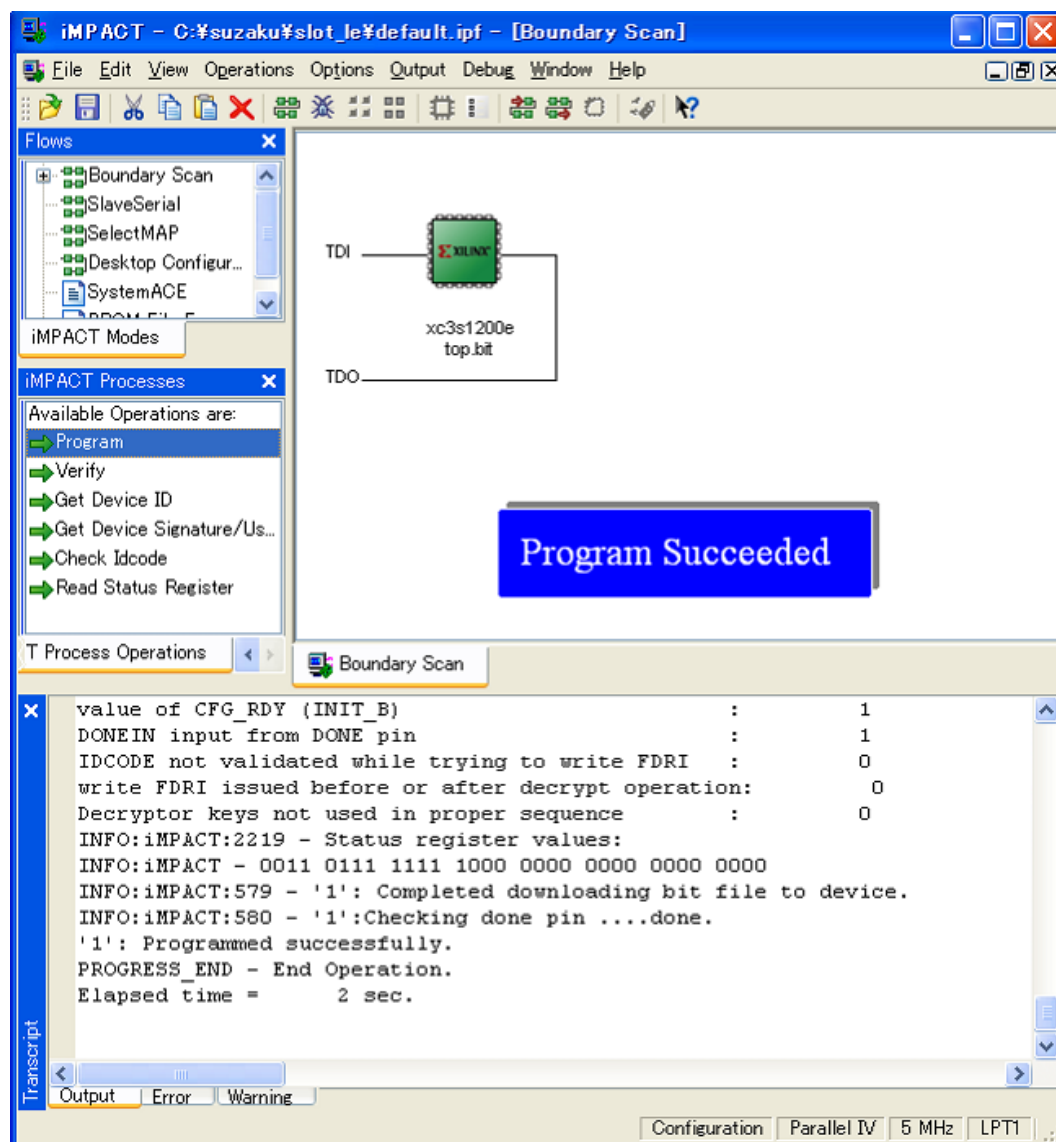 iMPACT - C:¥suzaku¥slot_le¥default.ipf - [Boundary Scan]
File Edit View Operations Options Output Debug Window Help
Flows
Boundary Scan
SlaveSerial
SelectMAP
Desktop Configur...
SystemACE
iMPACT Modes
iMPACT Processes
Available Operations are:
Program
Verify
Get Device ID
Get Device Signature/Us...
Check Idcode
Read Status Register
T Process Operations
TDI
XILINX
xc3s1200e
top.bit
TDO
Program Succeeded
Boundary Scan
value of CFG_RDY (INIT_B) : 1
DONEIN input from DONE pin : 1
IDCODE not validated while trying to write FDRI : 0
write FDRI issued before or after decrypt operation: 0
Decryptor keys not used in proper sequence : 0
INFO:iMPACT:2219 - Status register values:
INFO:iMPACT - 0011 0111 1111 1000 0000 0000 0000 0000
INFO:iMPACT:579 - '1': Completed downloading bit file to device.
INFO:iMPACT:580 - '1':Checking done pin ....done.
'1': Programmed successfully.
PROGRESS_END - End Operation.
Elapsed time = 2 sec.
Transcript
Output Error Warning
Configuration Parallel IV 5 MHz LPT1